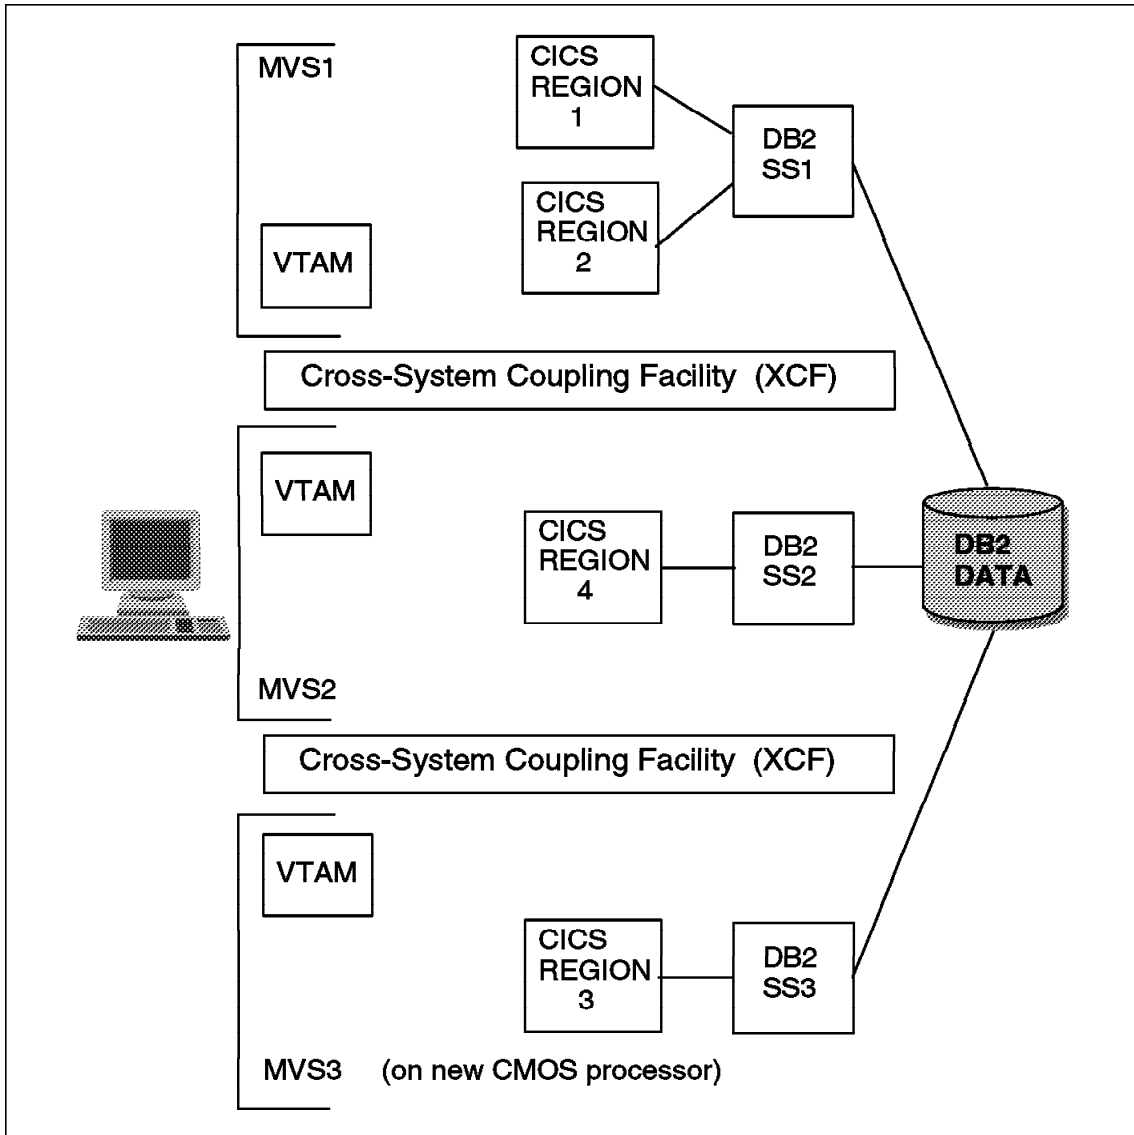 MVS1
CICS
REGION
1
DB2
SS1
CICS
REGION
2
VTAM
Cross-System Coupling Facility (XCF)
VTAM
CICS
REGION
4
DB2
SS2
DB2
DATA
MVS2
Cross-System Coupling Facility (XCF)
VTAM
CICS
REGION
3
DB2
SS3
MVS3 (on new CMOS processor)